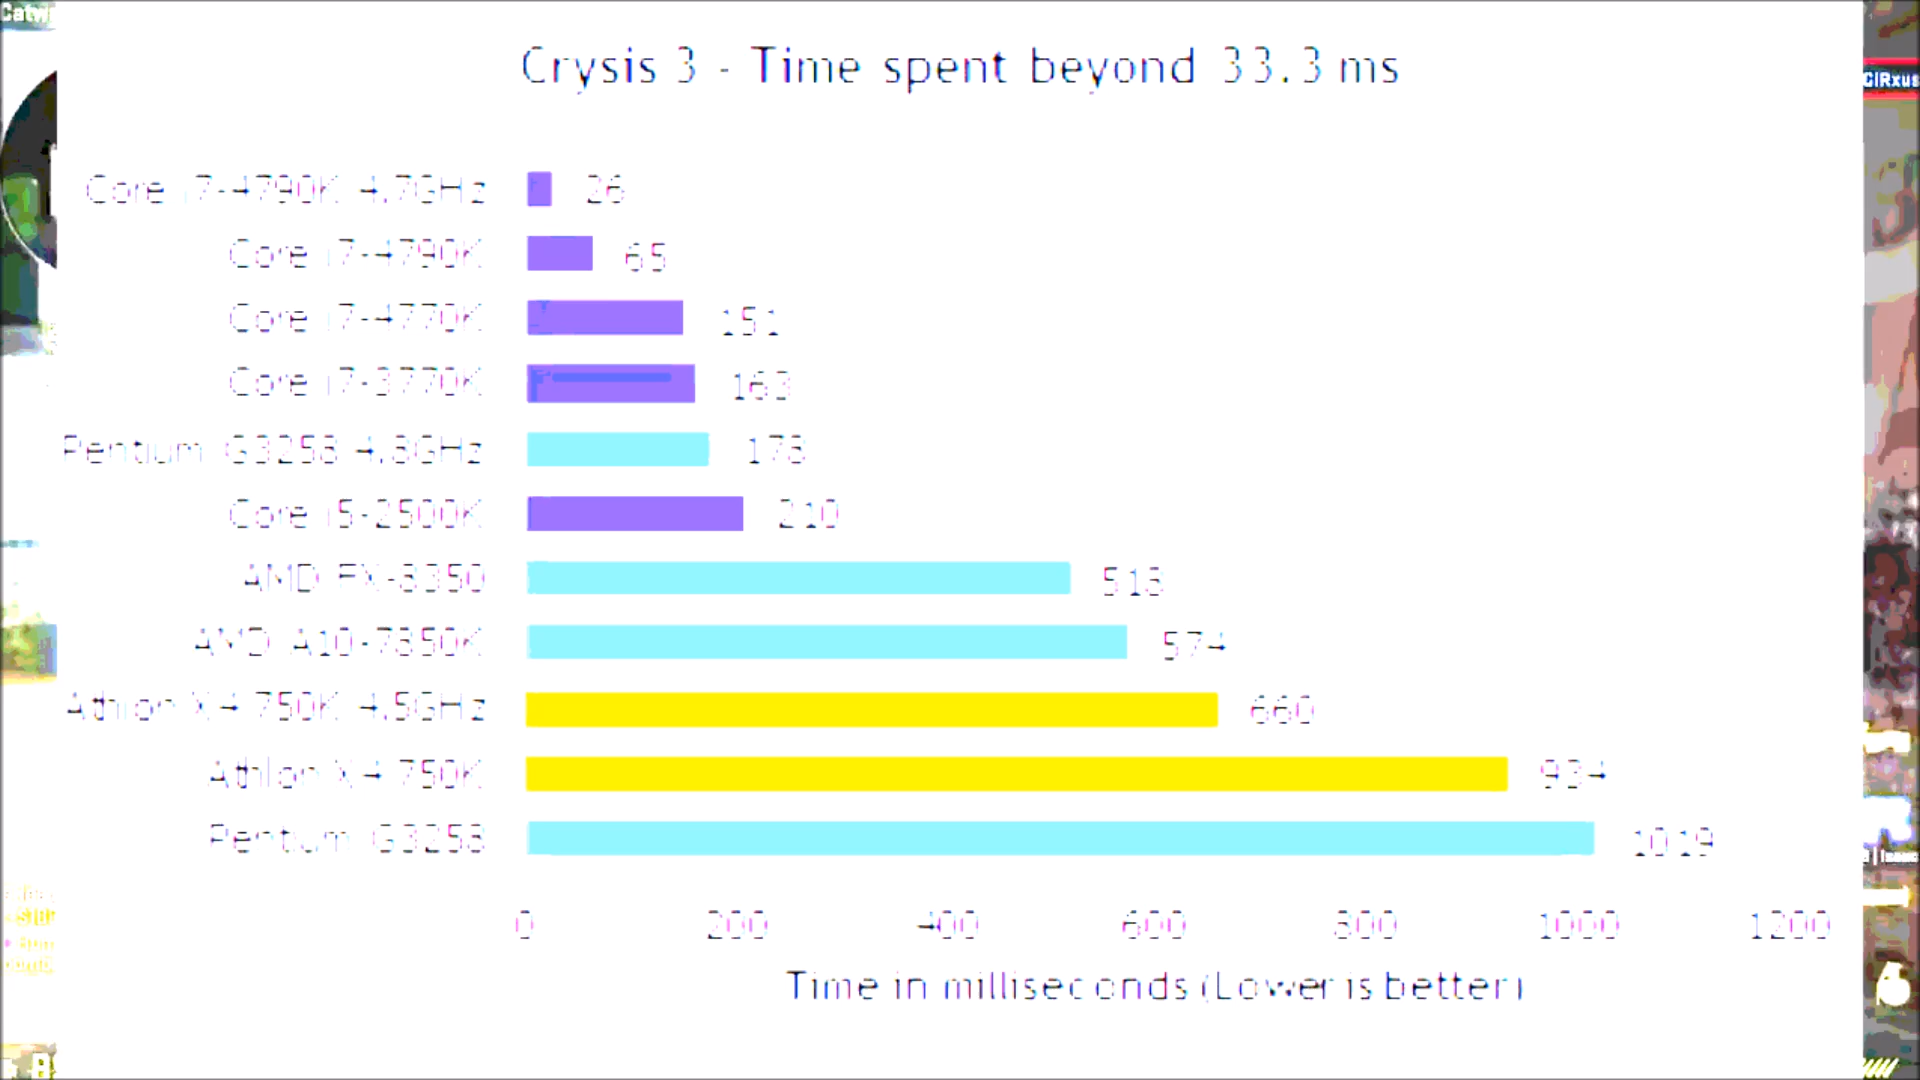 Crysis 3 - Time spent beyond 33.3 ms
Core i7-4790K 4.7GHz 26
Core i7-4790K 65
Core i7-4770K 151
Core i7-3770K 163
Pentium G3258 4.8GHz 178
Core i5-2500K 210
AMD FX-8350 518
AMD A10-7850K 574
Athlon X4 750K 4.5GHz 660
Athlon X4 750K 934
Pentium G3258 1019
0 200 400 600 800 1000 1200
Time in milliseconds (Lower is better)